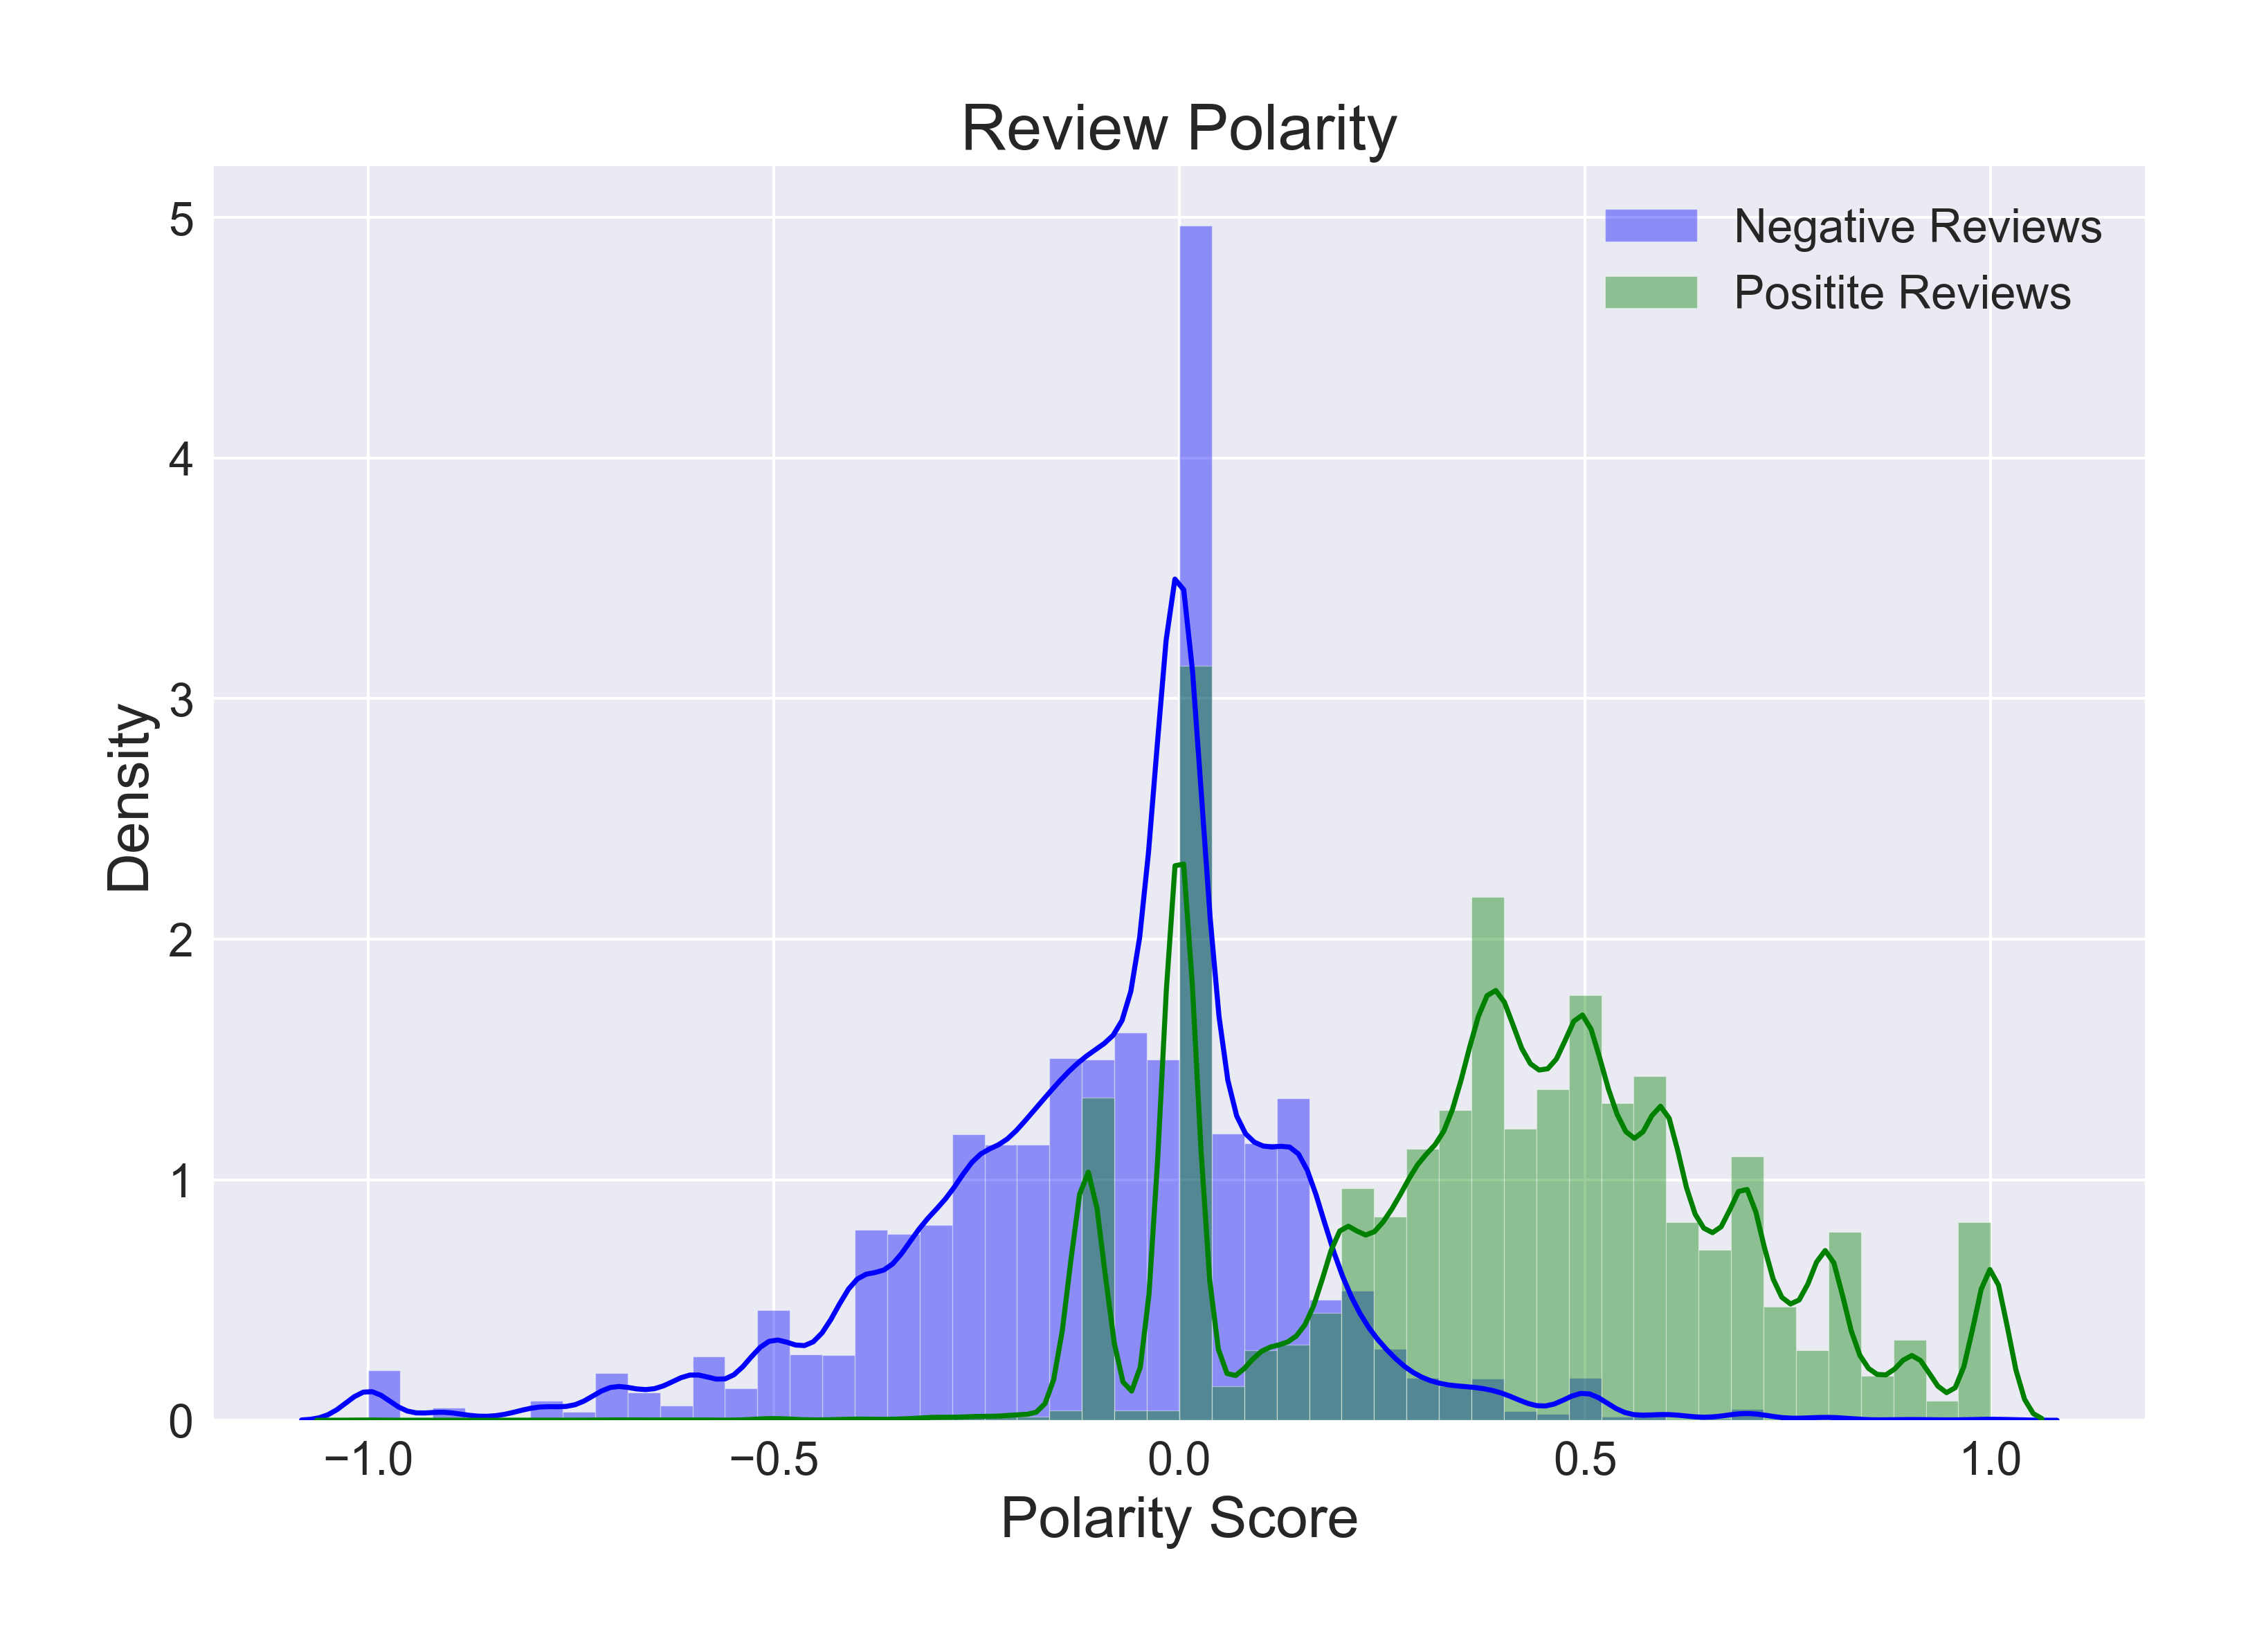 Review Polarity
Negative Reviews
Positite Reviews
Density
5
4
3
2
1
0
−1.0
−0.5
0.0
0.5
1.0
Polarity Score